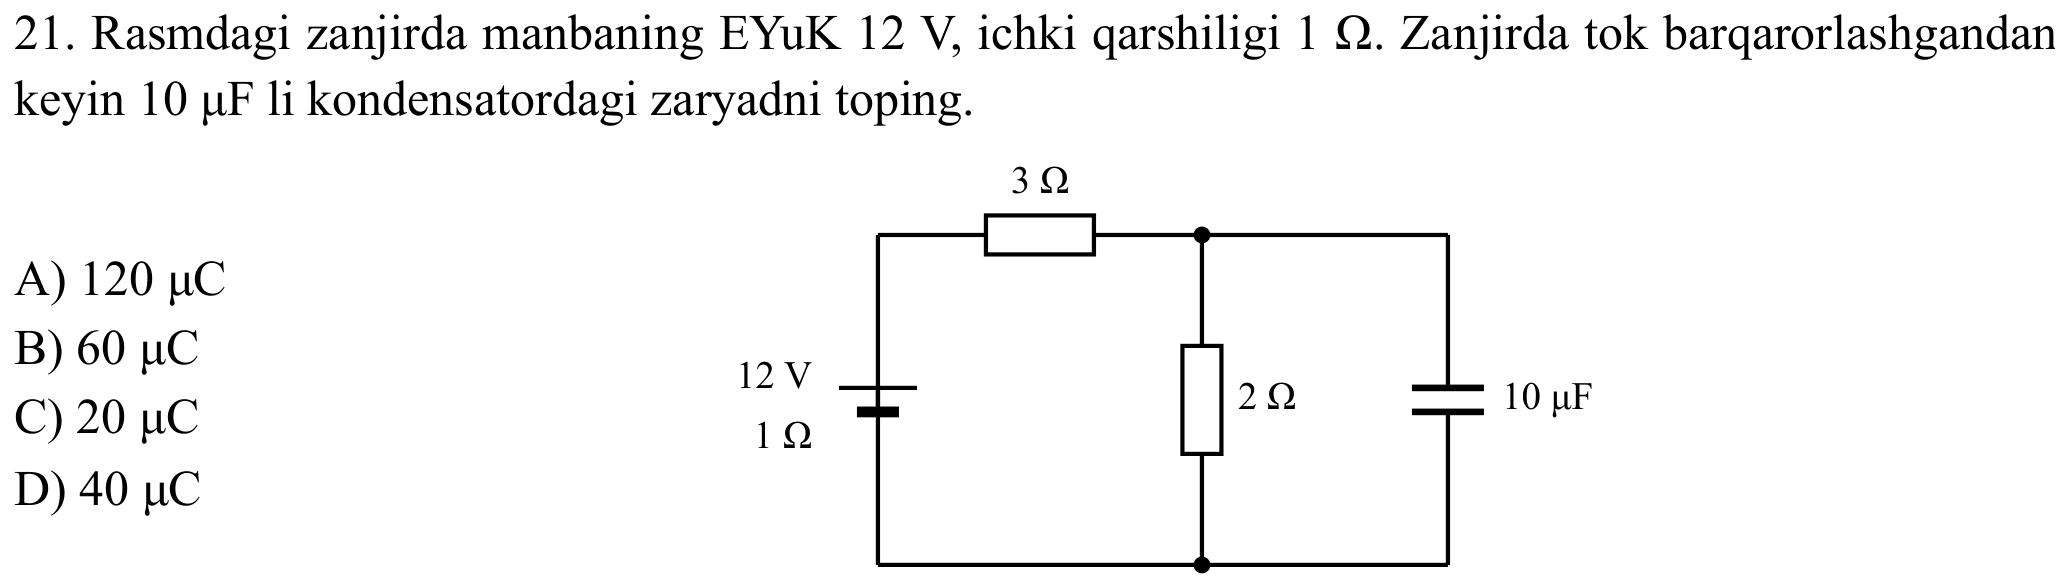 21. Rasmdagi zanjirda manbaning EYuK 12 V, ichki qarshiligi 1 Ω. Zanjirda tok barqarorlashgandan
keyin 10 μF li kondensatordagi zaryadni toping.
3 Ω
A) 120 μC
B) 60 μC
C) 20 μC
D) 40 μC
12 V
1 Ω
2 Ω
10 μF